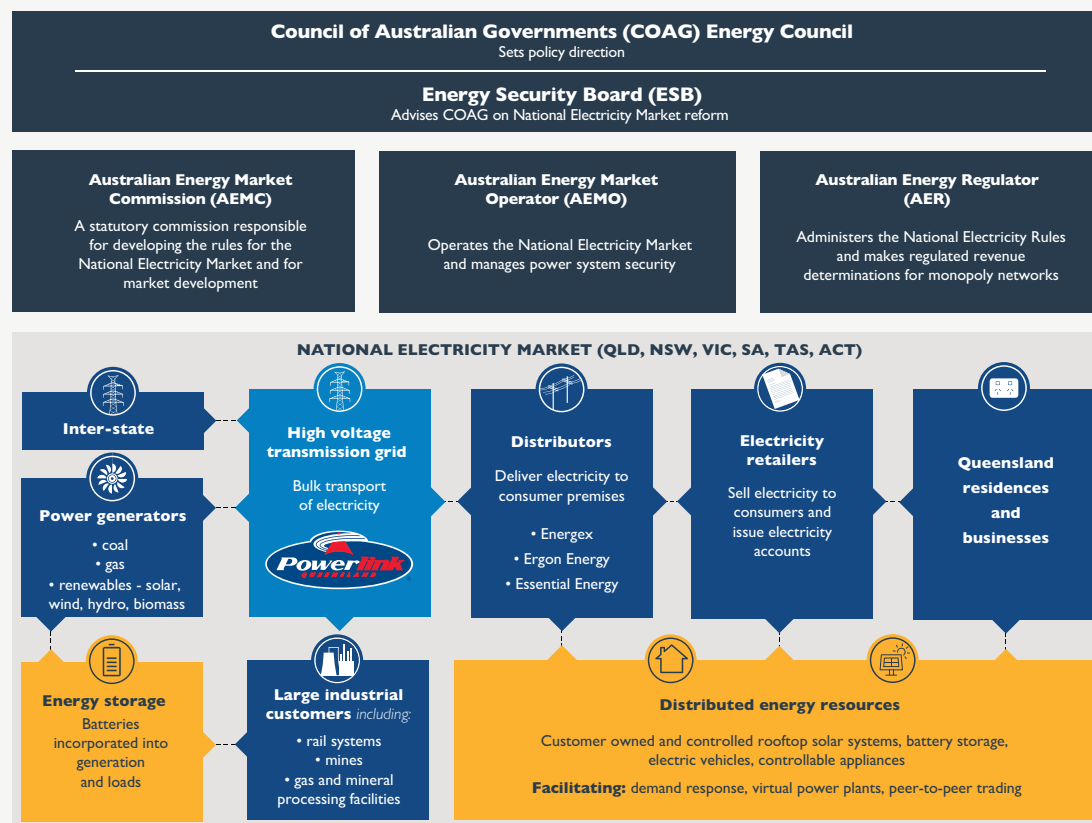 Council of Australian Governments (COAG) Energy Council
Sets policy direction
Energy Security Board (ESB)
Advises COAG on National Electricity Market reform
Australian Energy Market
Commission (AEMC)
A statutory commission responsible
for developing the rules for the
National Electricity Market and for
market development
Australian Energy Market
Operator (AEMO)
Operates the National Electricity Market
and manages power system security
Australian Energy Regulator
(AER)
Administers the National Electricity Rules
and makes regulated revenue
determinations for monopoly networks
NATIONAL ELECTRICITY MARKET (QLD, NSW, VIC, SA, TAS, ACT)
Inter-state
Power generators
• coal
• gas
• renewables - solar,
wind, hydro, biomass
High voltage
transmission grid
Bulk transport
of electricity
Powerlink
QUEENSLAND
Distributors
Deliver electricity to
consumer premises
• Energex
• Ergon Energy
• Essential Energy
Electricity
retailers
Sell electricity to
consumers and
issue electricity
accounts
Queensland
residences
and
businesses
Energy storage
Batteries
incorporated into
generation
and loads
Large industrial
customers including:
• rail systems
• mines
• gas and mineral
processing facilities
Distributed energy resources
Customer owned and controlled rooftop solar systems, battery storage,
electric vehicles, controllable appliances
Facilitating: demand response, virtual power plants, peer-to-peer trading